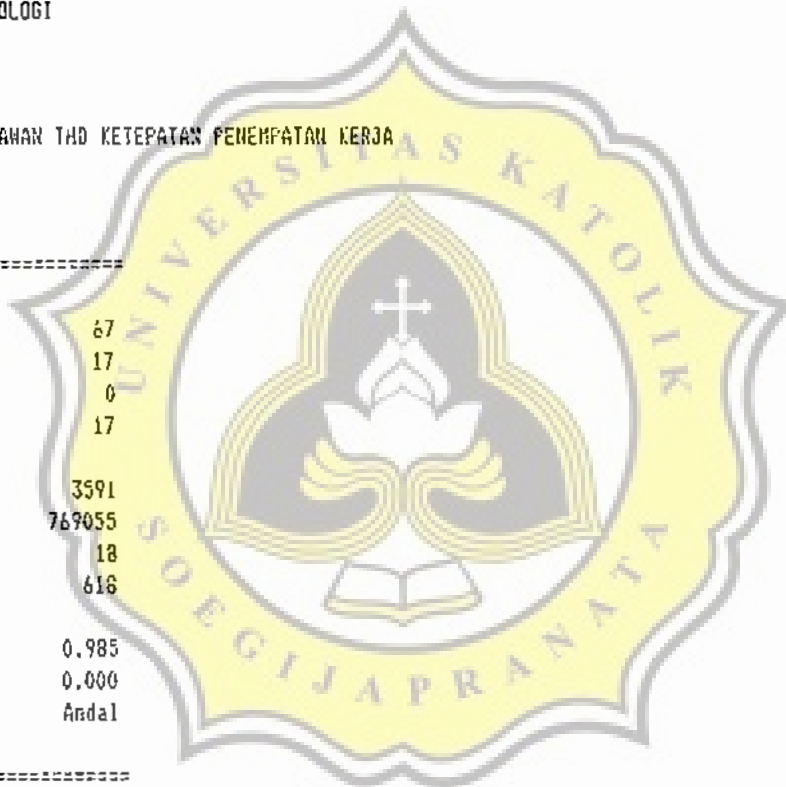 OLOGI
AWAN THD KETEPATAN PENEMPATAN KERJA
============
67
17
0
17
3591
769055
18
618
0.985
0.000
Andal
============
UNIVERSITAS KATOLIK
SOEGIJAPRANATA